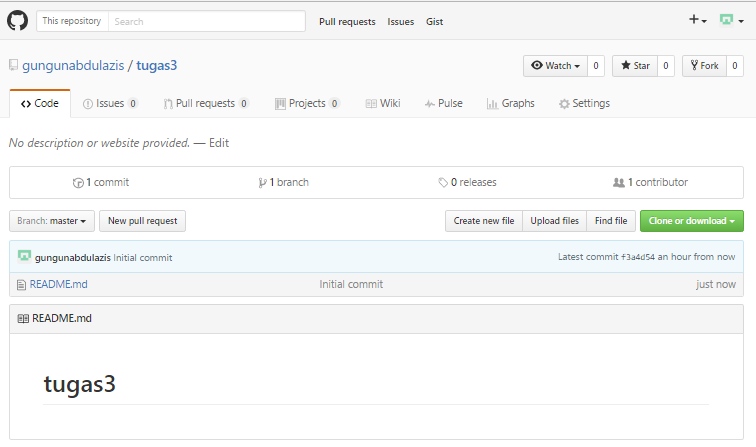 This repository Search Pull requests Issues Gist
gungunabdulazis / tugas3 Watch 0 Star 0 Fork 0
Code Issues 0 Pull requests 0 Projects 0 Wiki Pulse Graphs Settings
No description or website provided. — Edit
1 commit 1 branch 0 releases 1 contributor
Branch: master New pull request Create new file Upload files Find file Clone or download
gungunabdulazis Initial commit Latest commit f3a4d54 an hour from now
README.md Initial commit just now
README.md
tugas3